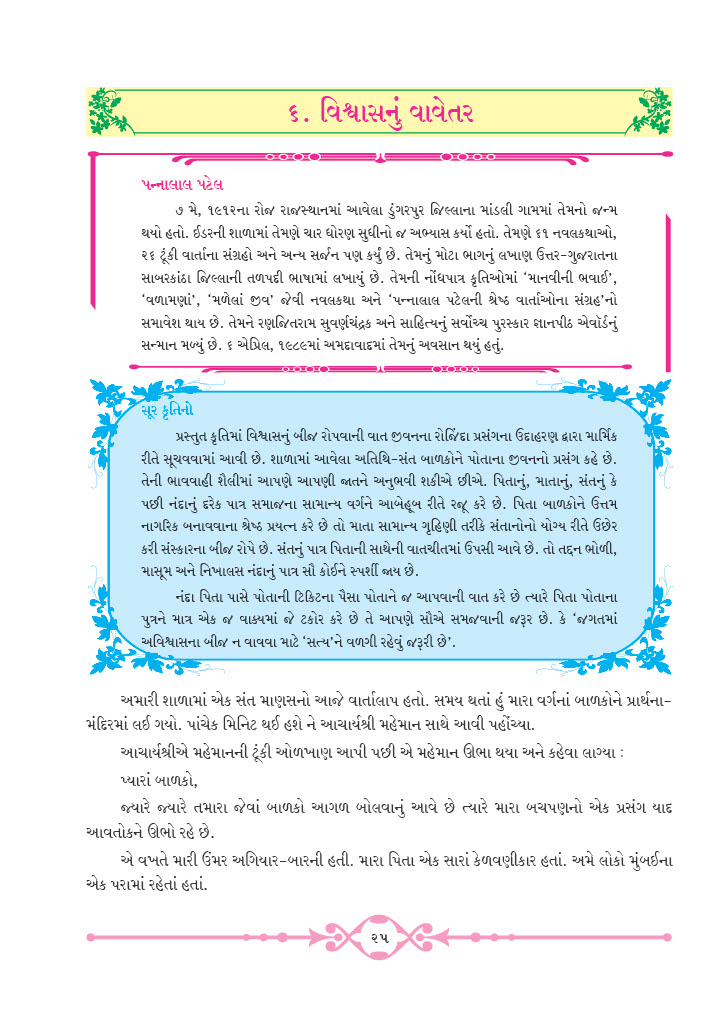 ૬. વિશ્વાસનું વાવેતર
પન્નાલાલ પટેલ
૭ મે, ૧૯૧૨ના રોજ રાજસ્થાનમાં આવેલા ડુંગરપુર જિલ્લાના માંડલી ગામમાં તેમનો જન્મ
થયો હતો. ઈડરની શાળામાં તેમણે ચાર ધોરણ સુધીનો જ અભ્યાસ કર્યો હતો. તેમણે ૬૧ નવલકથાઓ,
૨૬ ટૂંકી વાર્તાના સંગ્રહો અને અન્ય સર્જન પણ કર્યું છે. તેમનું મોટા ભાગનું લખાણ ઉત્તર-ગુજરાતના
સાબરકાંઠા જિલ્લાની તળપદી ભાષામાં લખાયું છે. તેમની નોંધપાત્ર કૃતિઓમાં ‘માનવીની ભવાઈ’,
‘વળામણાં’, ‘મળેલાં જીવ’ જેવી નવલકથા અને ‘પન્નાલાલ પટેલની શ્રેષ્ઠ વાર્તાઓના સંગ્રહ’નો
સમાવેશ થાય છે. તેમને રણજિતરામ સુવર્ણચંદ્રક અને સાહિત્યનું સર્વોચ્ચ પુરસ્કાર જ્ઞાનપીઠ એવૉર્ડનું
સન્માન મળ્યું છે. ૬ એપ્રિલ, ૧૯૮૯માં અમદાવાદમાં તેમનું અવસાન થયું હતું.
સૂર કૃતિનો
પ્રસ્તુત કૃતિમાં વિશ્વાસનું બીજ રોપવાની વાત જીવનના રોજિંદા પ્રસંગના ઉદાહરણ દ્વારા માર્મિક
રીતે સૂચવવામાં આવી છે. શાળામાં આવેલા અતિથિ-સંત બાળકોને પોતાના જીવનનો પ્રસંગ કહે છે.
તેની ભાવવાહી શૈલીમાં આપણે આપણી જાતને અનુભવી શકીએ છીએ. પિતાનું, માતાનું, સંતનું કે
પછી નંદાનું દરેક પાત્ર સમાજના સામાન્ય વર્ગને આબેહૂબ રીતે રજૂ કરે છે. પિતા બાળકોને ઉત્તમ
નાગરિક બનાવવાના શ્રેષ્ઠ પ્રયત્ન કરે છે તો માતા સામાન્ય ગૃહિણી તરીકે સંતાનોનો યોગ્ય રીતે ઉછેર
કરી સંસ્કારના બીજ રોપે છે. સંતનું પાત્ર પિતાની સાથેની વાતચીતમાં ઉપસી આવે છે. તો તદ્દન ભોળી,
માસૂમ અને નિખાલસ નંદાનું પાત્ર સૌ કોઈને સ્પર્શી જાય છે.
નંદા પિતા પાસે પોતાની ટિકિટના પૈસા પોતાને જ આપવાની વાત કરે છે ત્યારે પિતા પોતાના
પુત્રને માત્ર એક જ વાક્યમાં જે ટકોર કરે છે તે આપણે સૌએ સમજવાની જરૂર છે. કે ‘જગતમાં
અવિશ્વાસના બીજ ન વાવવા માટે ‘સત્ય’ને વળગી રહેવું જરૂરી છે’.
અમારી શાળામાં એક સંત માણસનો આજે વાર્તાલાપ હતો. સમય થતાં હું મારા વર્ગનાં બાળકોને પ્રાર્થના-
મંદિરમાં લઈ ગયો. પાંચેક મિનિટ થઈ હશે ને આચાર્યશ્રી મહેમાન સાથે આવી પહોંચ્યા.
આચાર્યશ્રીએ મહેમાનની ટૂંકી ઓળખાણ આપી પછી એ મહેમાન ઊભા થયા અને કહેવા લાગ્યા :
પ્યારાં બાળકો,
જ્યારે જ્યારે તમારા જેવાં બાળકો આગળ બોલવાનું આવે છે ત્યારે મારા બચપણનો એક પ્રસંગ યાદ
આવતોકને ઊભો રહે છે.
એ વખતે મારી ઉંમર અગિયાર-બારની હતી. મારા પિતા એક સારાં કેળવણીકાર હતાં. અમે લોકો મુંબઈના
એક પરામાં રહેતાં હતાં.
૨૫